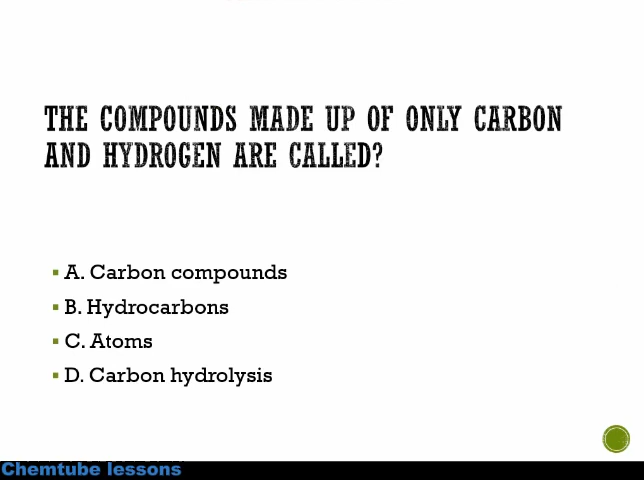 THE COMPOUNDS MADE UP OF ONLY CARBON
AND HYDROGEN ARE CALLED?
A. Carbon compounds
B. Hydrocarbons
C. Atoms
D. Carbon hydrolysis
Chemtube lessons